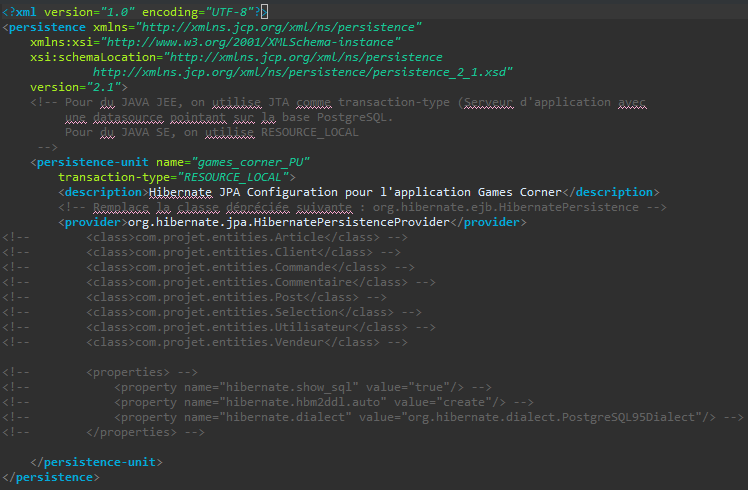 <?xml version="1.0" encoding="UTF-8"?>
<persistence xmlns="http://xmlns.jcp.org/xml/ns/persistence"
xmlns:xsi="http://www.w3.org/2001/XMLSchema-instance"
xsi:schemaLocation="http://xmlns.jcp.org/xml/ns/persistence
http://xmlns.jcp.org/xml/ns/persistence/persistence_2_1.xsd"
version="2.1">
<!-- Pour du JAVA JEE, on utilise JTA comme transaction-type (Serveur d'application avec
une datasource pointant sur la base PostgreSQL.
Pour du JAVA SE, on utilise RESOURCE_LOCAL
-->
<persistence-unit name="games_corner_PU"
transaction-type="RESOURCE_LOCAL">
<description>Hibernate JPA Configuration pour l'application Games Corner</description>
<!-- Remplace la classe dépréciée suivante : org.hibernate.ejb.HibernatePersistence -->
<provider>org.hibernate.jpa.HibernatePersistenceProvider</provider>
<!-- <class>com.projet.entities.Article</class> -->
<!-- <class>com.projet.entities.Client</class> -->
<!-- <class>com.projet.entities.Commande</class> -->
<!-- <class>com.projet.entities.Commentaire</class> -->
<!-- <class>com.projet.entities.Post</class> -->
<!-- <class>com.projet.entities.Selection</class> -->
<!-- <class>com.projet.entities.Utilisateur</class> -->
<!-- <class>com.projet.entities.Vendeur</class> -->
<!-- <properties> -->
<!-- <property name="hibernate.show_sql" value="true"/> -->
<!-- <property name="hibernate.hbm2ddl.auto" value="create"/> -->
<!-- <property name="hibernate.dialect" value="org.hibernate.dialect.PostgreSQL95Dialect"/> -->
<!-- </properties> -->
</persistence-unit>
</persistence>